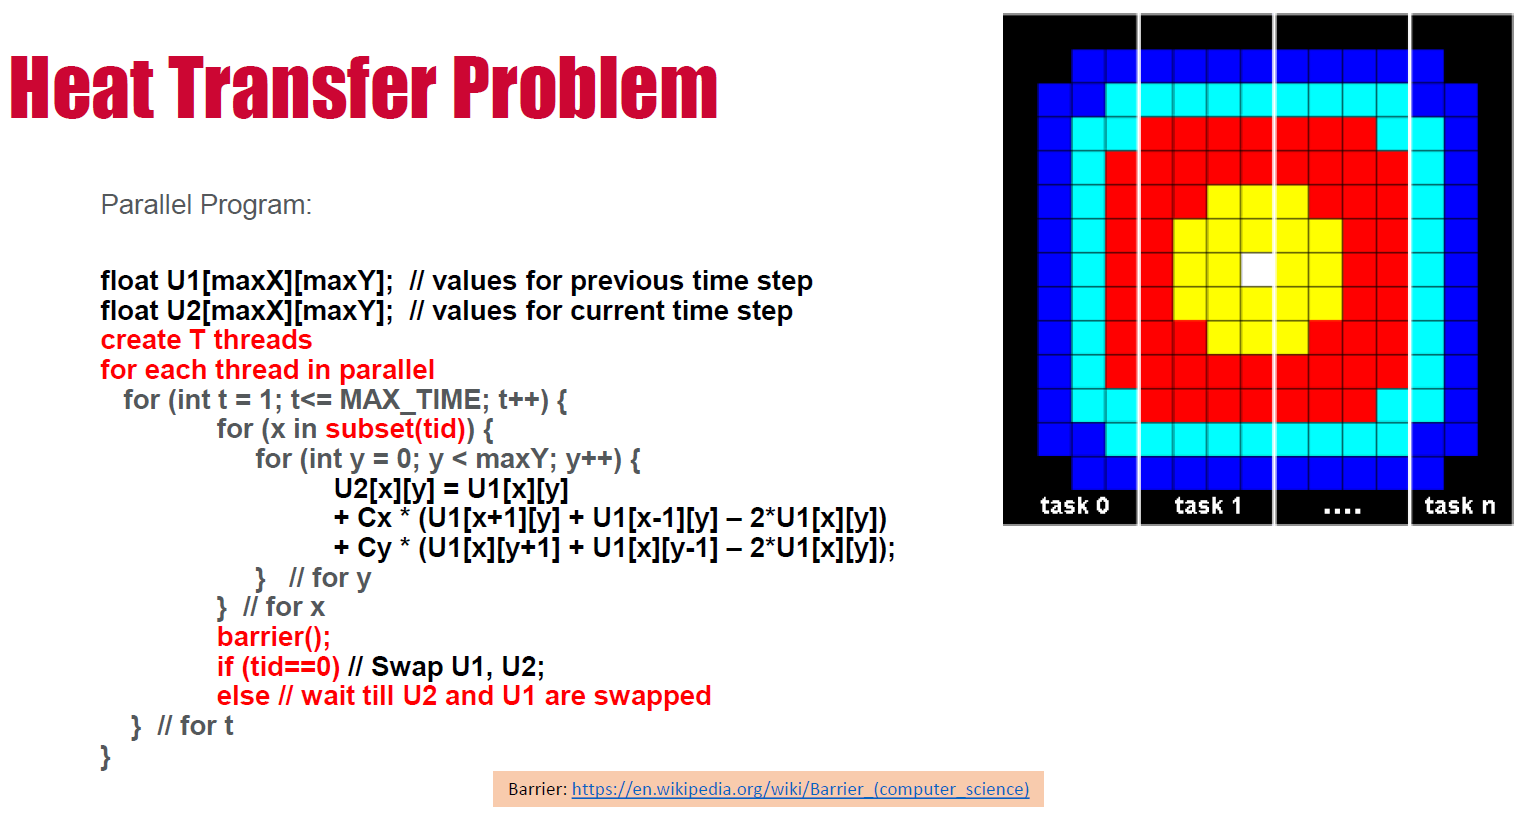 Heat Transfer Problem
Parallel Program:
float U1[maxX][maxY];  // values for previous time step
float U2[maxX][maxY];  // values for current time step
create T threads
for each thread in parallel
for (int t = 1; t<= MAX_TIME; t++) {
for (x in subset(tid)) {
for (int y = 0; y < maxY; y++) {
U2[x][y] = U1[x][y]
+ Cx * (U1[x+1][y] + U1[x-1][y] – 2*U1[x][y])
+ Cy * (U1[x][y+1] + U1[x][y-1] – 2*U1[x][y]);
}   // for y
}  // for x
barrier();
if (tid==0) // Swap U1, U2;
else // wait till U2 and U1 are swapped
}  // for t
}
task 0 task 1 .... task n
Barrier: https://en.wikipedia.org/wiki/Barrier_(computer_science)